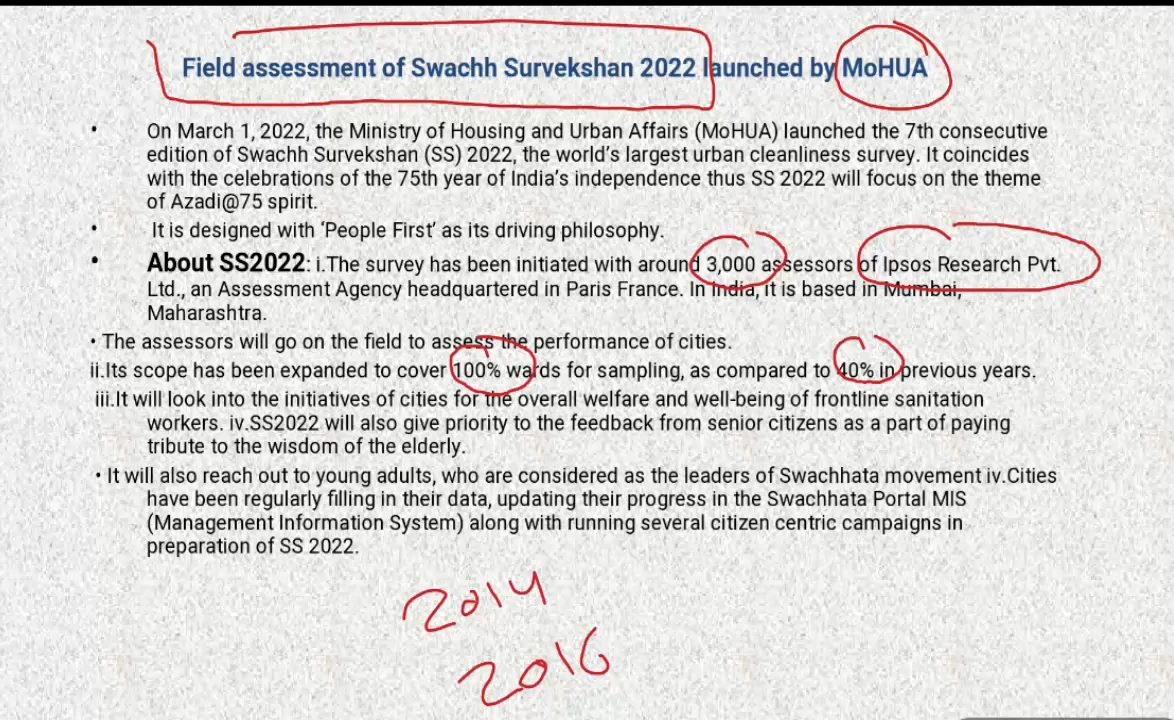 Field assessment of Swachh Survekshan 2022 launched by MoHUA
• On March 1, 2022, the Ministry of Housing and Urban Affairs (MoHUA) launched the 7th consecutive
edition of Swachh Survekshan (SS) 2022, the world's largest urban cleanliness survey. It coincides
with the celebrations of the 75th year of India's independence thus SS 2022 will focus on the theme
of Azadi@75 spirit.
• It is designed with 'People First' as its driving philosophy.
• About SS2022: i.The survey has been initiated with around 3,000 assessors of Ipsos Research Pvt.
Ltd., an Assessment Agency headquartered in Paris France. In India, it is based in Mumbai,
Maharashtra.
• The assessors will go on the field to assess the performance of cities.
ii.Its scope has been expanded to cover 100% wards for sampling, as compared to 40% in previous years.
iii.It will look into the initiatives of cities for the overall welfare and well-being of frontline sanitation
workers. iv.SS2022 will also give priority to the feedback from senior citizens as a part of paying
tribute to the wisdom of the elderly.
• It will also reach out to young adults, who are considered as the leaders of Swachhata movement iv.Cities
have been regularly filling in their data, updating their progress in the Swachhata Portal MIS
(Management Information System) along with running several citizen centric campaigns in
preparation of SS 2022.
2014
2016